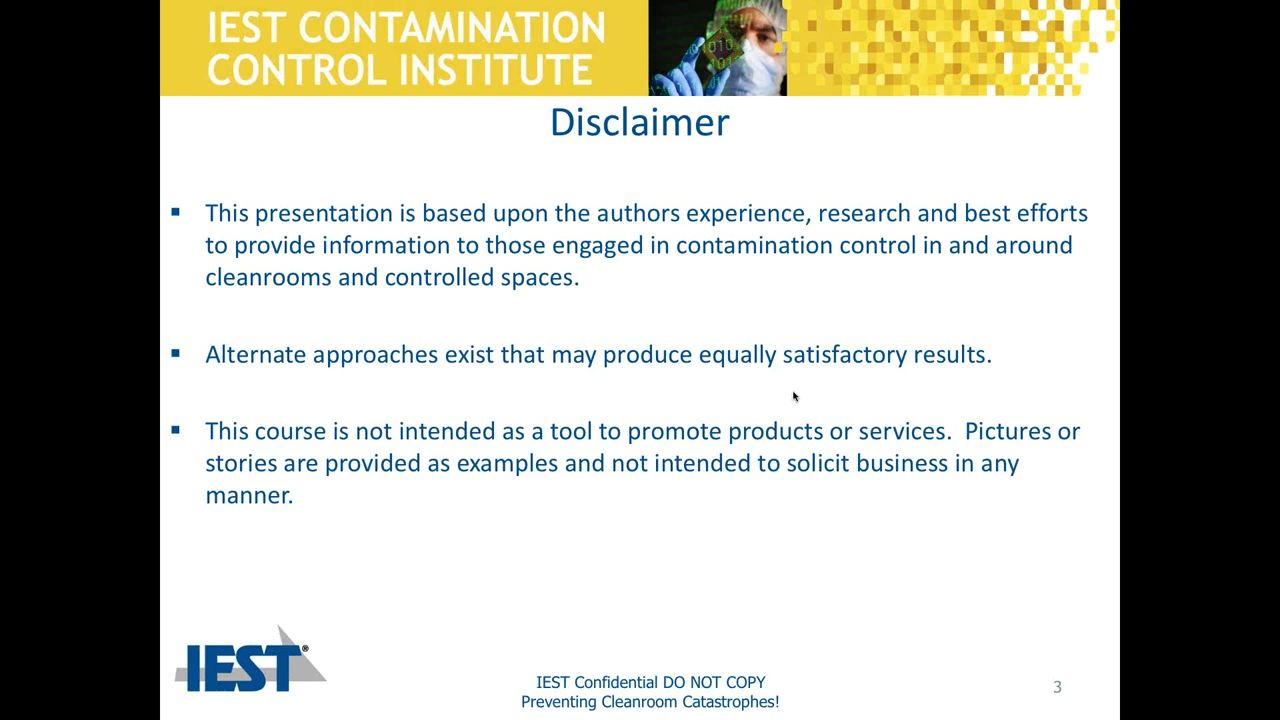 IEST CONTAMINATION
CONTROL INSTITUTE
Disclaimer
▪ This presentation is based upon the authors experience, research and best efforts
to provide information to those engaged in contamination control in and around
cleanrooms and controlled spaces.
▪ Alternate approaches exist that may produce equally satisfactory results.
▪ This course is not intended as a tool to promote products or services.  Pictures or
stories are provided as examples and not intended to solicit business in any
manner.
IEST®
IEST Confidential DO NOT COPY
Preventing Cleanroom Catastrophes!
3